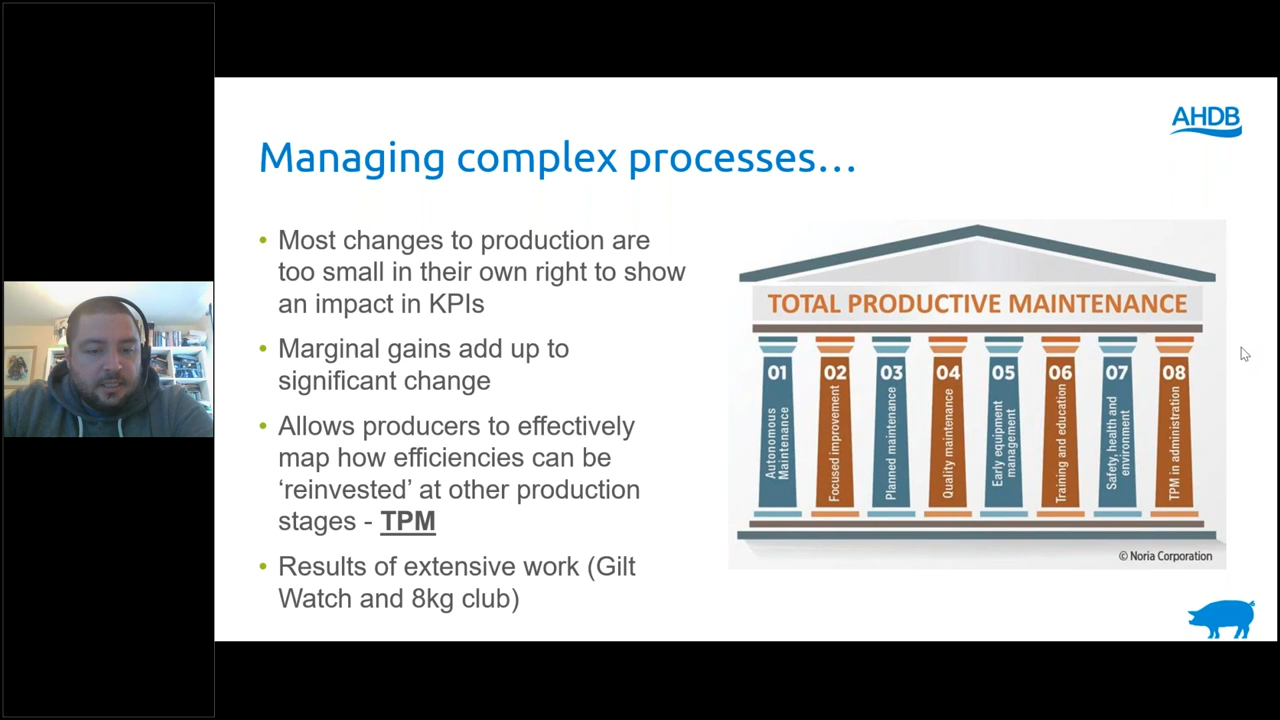 AHDB
Managing complex processes…
• Most changes to production are
too small in their own right to show
an impact in KPIs
• Marginal gains add up to
significant change
• Allows producers to effectively
map how efficiencies can be
‘reinvested’ at other production
stages - TPM
• Results of extensive work (Gilt
Watch and 8kg club)
TOTAL PRODUCTIVE MAINTENANCE
01
Autonomous
Maintenance
02
Focused improvement
03
Planned maintenance
04
Quality maintenance
05
Early equipment
management
06
Training and education
07
Safety, health and
environment
08
TPM in administration
© Noria Corporation